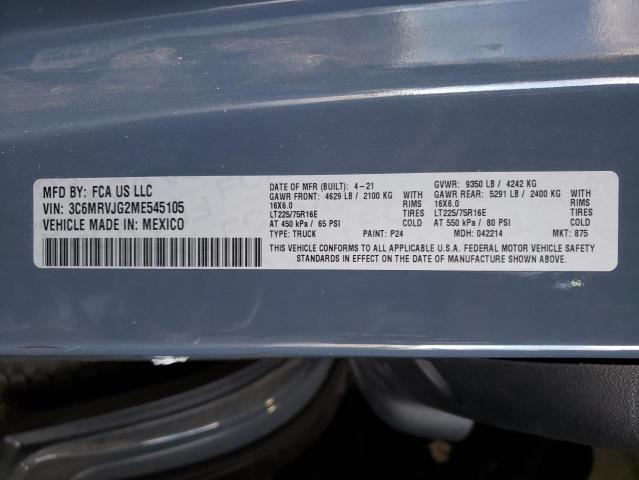 MFD BY: FCA US LLC
VIN: 3C6MRVJG2ME545105
VEHICLE MADE IN: MEXICO
DATE OF MFR (BUILT): 4-21
GAWR FRONT: 4629 LB / 2100 KG
16X6.0 RIMS
LT225/75R16E TIRES
AT 450 kPa / 65 PSI COLD
TYPE: TRUCK PAINT: P24
GVWR: 9350 LB / 4242 KG
GAWR REAR: 5291 LB / 2400 KG
16X6.0 RIMS
LT225/75R16E TIRES
AT 550 kPa / 80 PSI COLD
MDH: 042214 MKT: 875
THIS VEHICLE CONFORMS TO ALL APPLICABLE U.S.A. FEDERAL MOTOR VEHICLE SAFETY
STANDARDS IN EFFECT ON THE DATE OF MANUFACTURE SHOWN ABOVE.